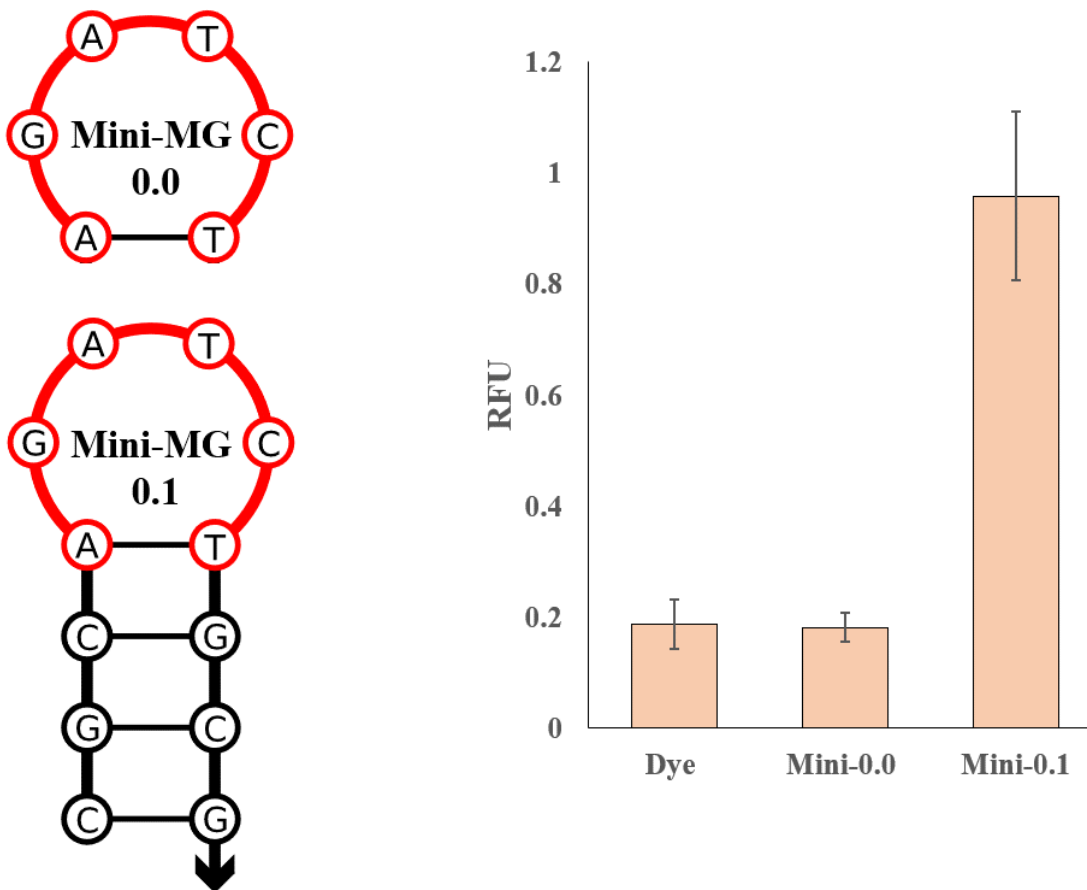 A T
G Mini-MG C
0.0
A T
A T
G Mini-MG C
0.1
A T
C G
G C
C G
1.2
1
0.8
0.6
0.4
0.2
0
RFU
Dye Mini-0.0 Mini-0.1